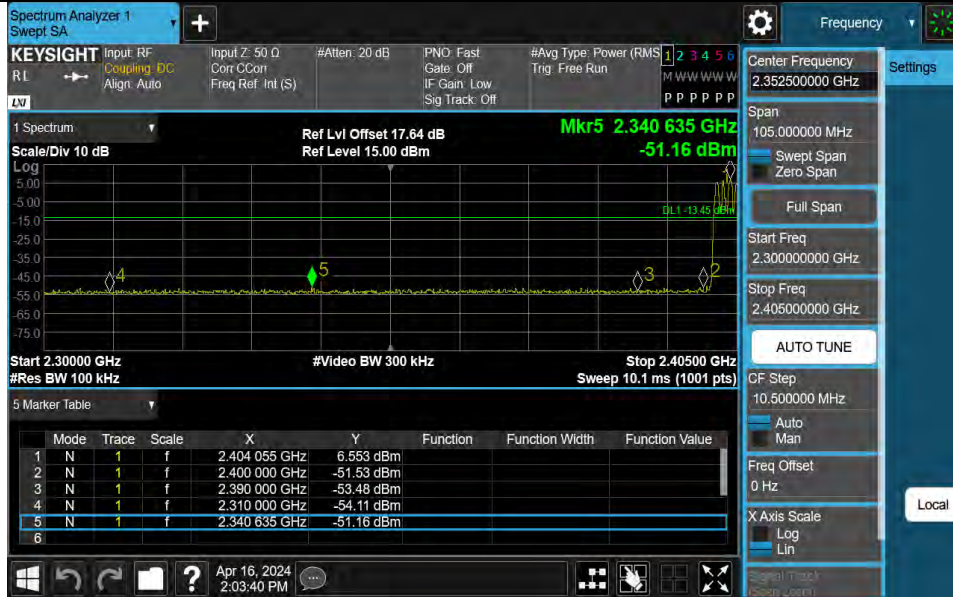 Spectrum Analyzer 1
Swept SA
Frequency
KEYSIGHT
RL
LXI
Input: RF
Coupling: DC
Align: Auto
Input Z: 50 Ω
Corr CCorr
Freq Ref: Int (S)
#Atten: 20 dB
PNO: Fast
Gate: Off
IF Gain: Low
Sig Track: Off
#Avg Type: Power (RMS
Trig: Free Run
1 2 3 4 5 6
M W W W W W
P P P P P P
1 Spectrum
Scale/Div 10 dB
Ref Lvl Offset 17.64 dB
Ref Level 15.00 dBm
Mkr5 2.340 635 GHz
-51.16 dBm
Log
5.00
-5.00
-15.0
-25.0
-35.0
-45.0
-55.0
-65.0
-75.0
DL1 -13.45 dBm
4
5
3
2
Start 2.30000 GHz
#Res BW 100 kHz
#Video BW 300 kHz
Stop 2.40500 GHz
Sweep 10.1 ms (1001 pts)
5 Marker Table
Mode Trace Scale X Y Function Function Width Function Value
1 N 1 f 2.404 055 GHz 6.553 dBm
2 N 1 f 2.400 000 GHz -51.53 dBm
3 N 1 f 2.390 000 GHz -53.48 dBm
4 N 1 f 2.310 000 GHz -54.11 dBm
5 N 1 f 2.340 635 GHz -51.16 dBm
6
?
Apr 16, 2024
2:03:40 PM
Center Frequency
2.352500000 GHz
Span
105.000000 MHz
Swept Span
Zero Span
Full Span
Start Freq
2.300000000 GHz
Stop Freq
2.405000000 GHz
AUTO TUNE
CF Step
10.500000 MHz
Auto
Man
Freq Offset
0 Hz
X Axis Scale
Log
Lin
Signal Track
(Span Zoom)
Settings
Local